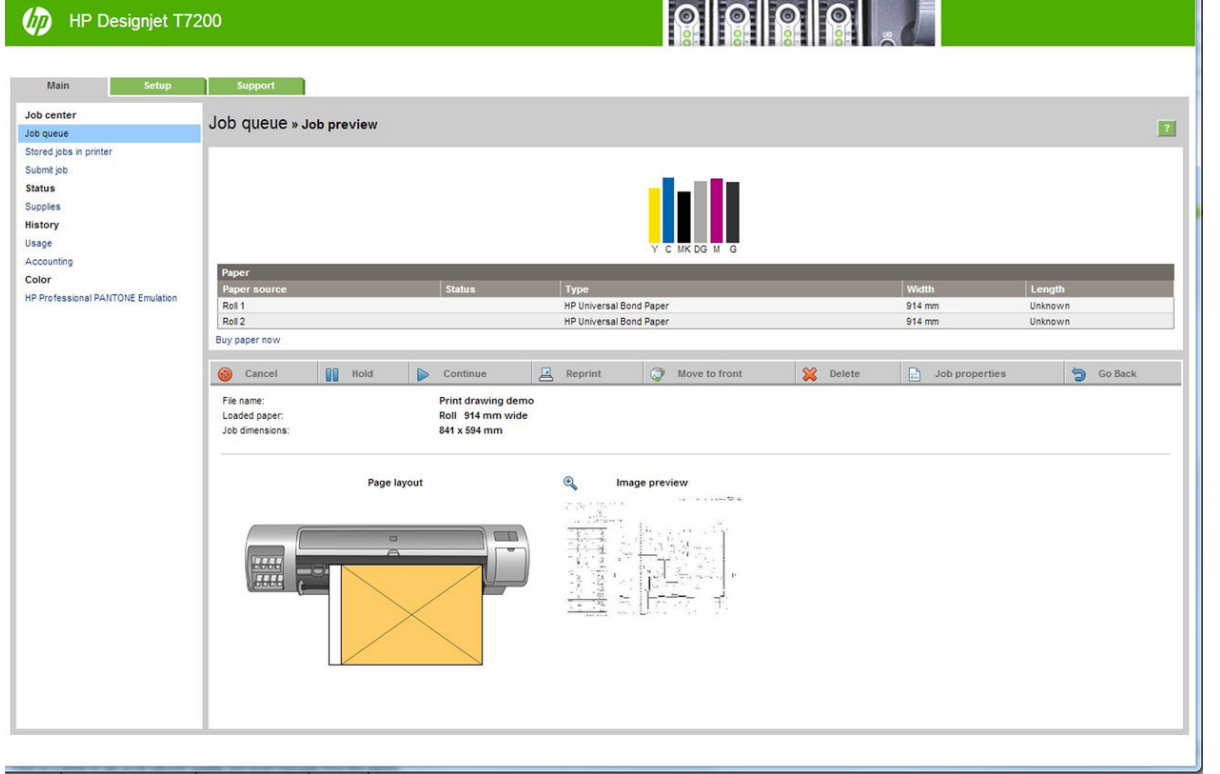 hp HP Designjet T7200
UID
Main Setup Support
Job center
Job queue
Stored jobs in printer
Submit job
Status
Supplies
History
Usage
Accounting
Color
HP Professional PANTONE Emulation
Job queue » Job preview
?
Y C MK DG M G
Paper
Paper source Status Type Width Length
Roll 1 HP Universal Bond Paper 914 mm Unknown
Roll 2 HP Universal Bond Paper 914 mm Unknown
Buy paper now
Cancel Hold Continue Reprint Move to front Delete Job properties Go Back
File name: Print drawing demo
Loaded paper: Roll 914 mm wide
Job dimensions: 841 x 594 mm
Page layout Image preview